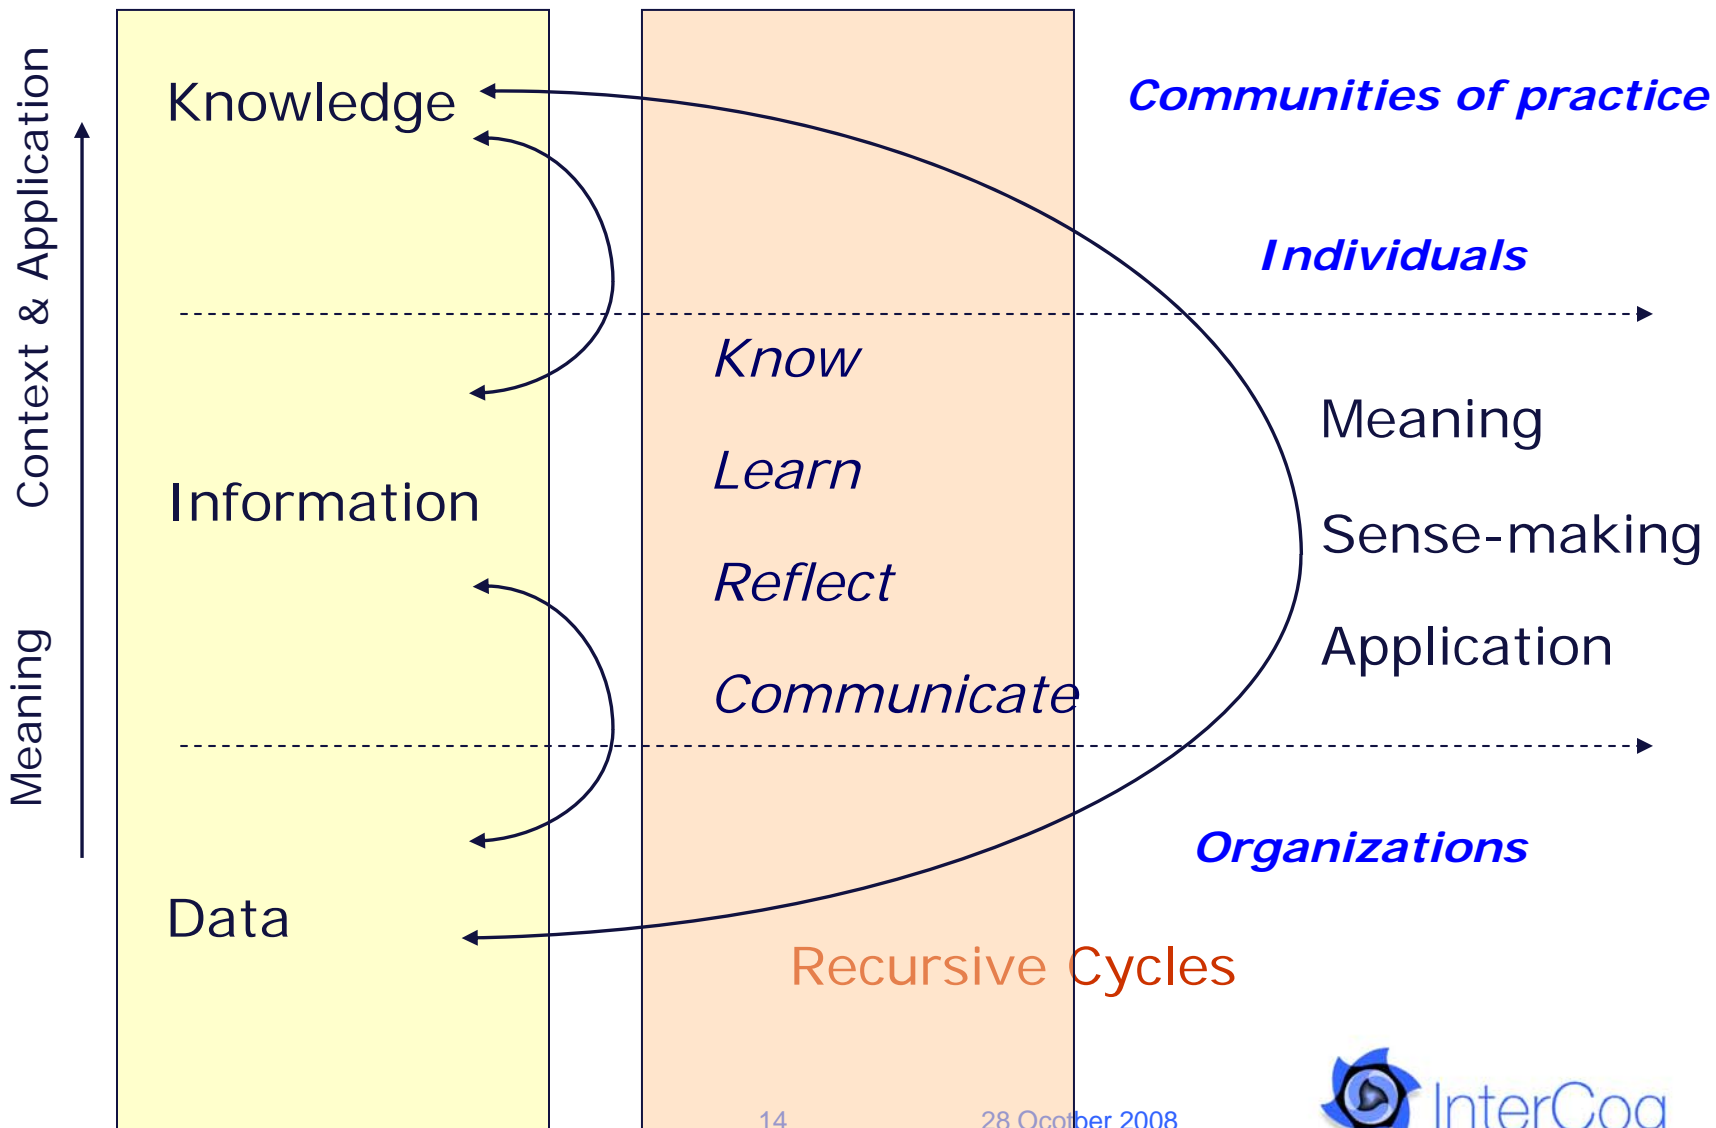 Context & Application
Meaning
Knowledge
Information
Data
Know
Learn
Reflect
Communicate
Communities of practice
Individuals
Meaning
Sense-making
Application
Organizations
Recursive Cycles
14
28 Ocotber 2008
InterCog